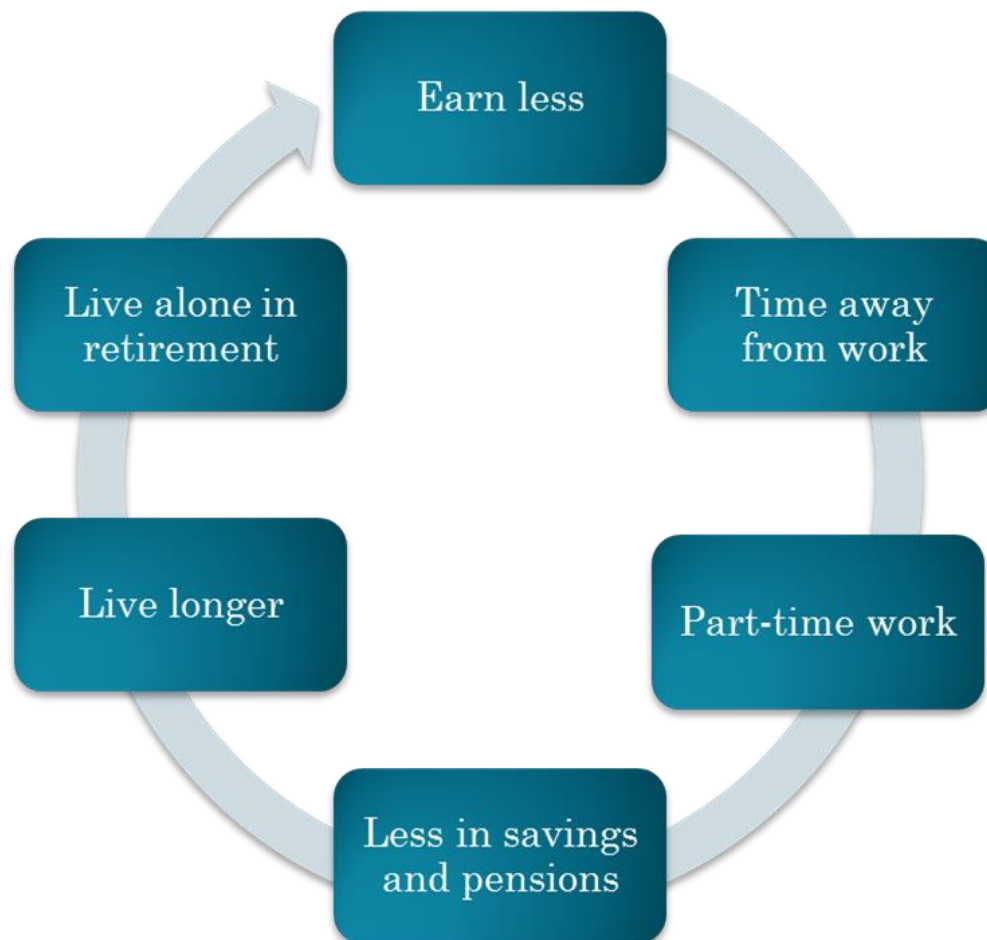 Earn less
Time away
from work
Part-time work
Less in savings
and pensions
Live longer
Live alone in
retirement